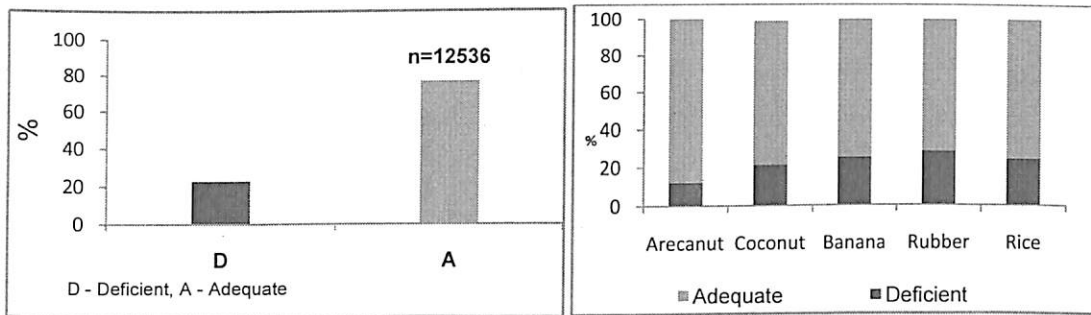 100
80
60
40
20
0
%
n=12536
D
A
D - Deficient, A - Adequate
100
80
60
40
20
0
%
Arecanut
Coconut
Banana
Rubber
Rice
Adequate
Deficient